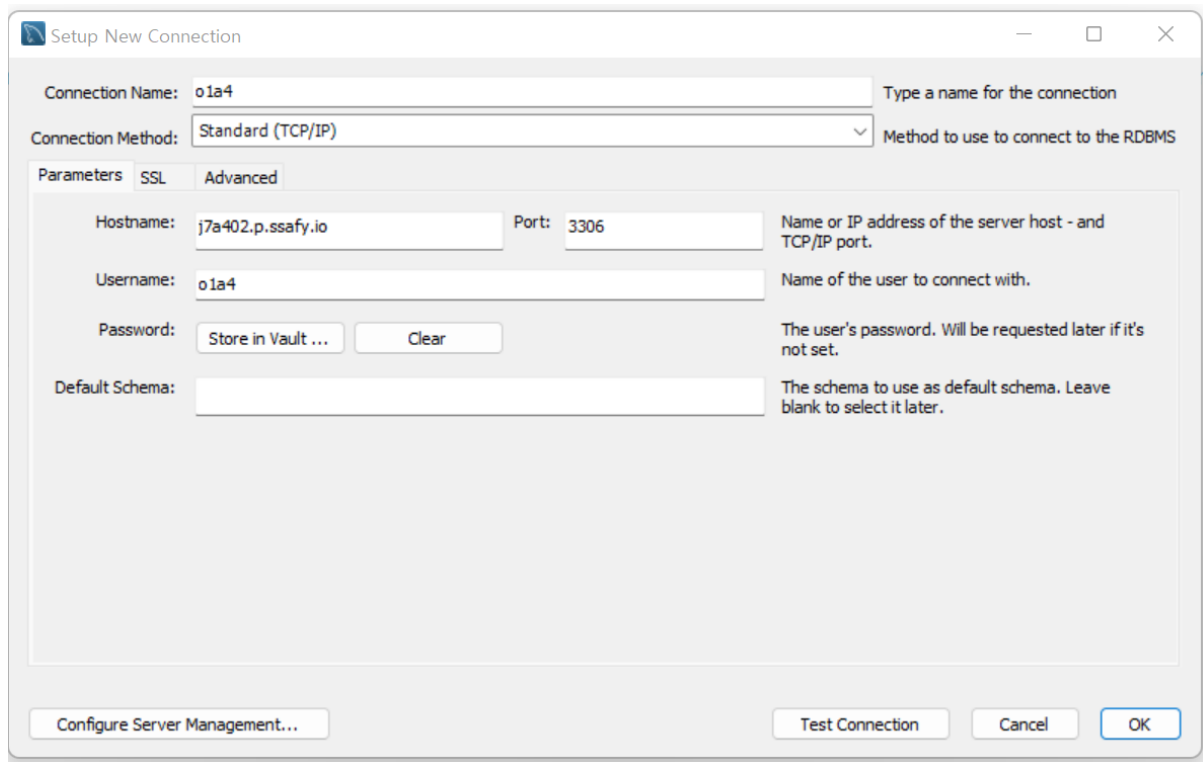 Setup New Connection
Connection Name: o1a4 Type a name for the connection
Connection Method: Standard (TCP/IP) Method to use to connect to the RDBMS
Parameters SSL Advanced
Hostname: j7a402.p.ssafy.io Port: 3306 Name or IP address of the server host - and
TCP/IP port.
Username: o1a4 Name of the user to connect with.
Password: Store in Vault ... Clear The user's password. Will be requested later if it's
not set.
Default Schema: The schema to use as default schema. Leave
blank to select it later.
Configure Server Management... Test Connection Cancel OK